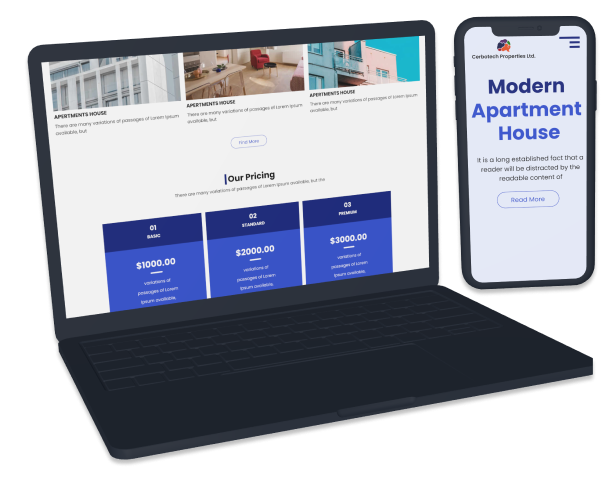 APERTMENTS HOUSE
There are many variations of passages of Lorem Ipsum
available, but
APERTMENTS HOUSE
There are many variations of passages of Lorem Ipsum
available, but
APERTMENTS HOUSE
There are many variations of passages of Lorem Ipsum
available, but
Find More
Our Pricing
There are many variations of passages of Lorem Ipsum available, but this
01
BASIC
$1000.00
variations of
passages of Lorem
Ipsum available,
02
STANDARD
$2000.00
variations of
passages of Lorem
Ipsum available,
03
PREMIUM
$3000.00
variations of
passages of Lorem
Ipsum available,
Cerbotech Properties Ltd.
Modern
Apartment
House
It is a long established fact that a
reader will be distracted by the
readable content of
Read More